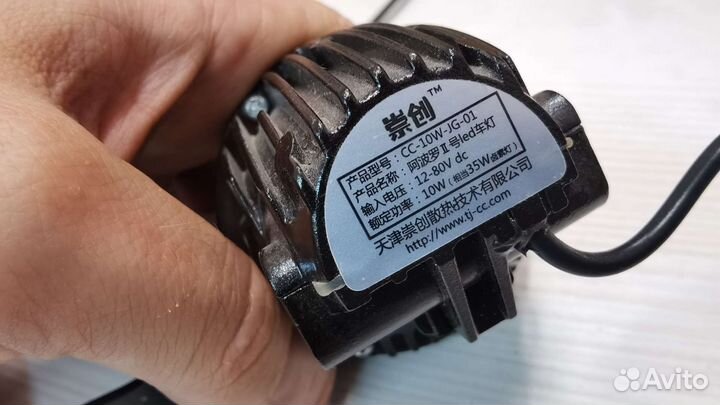 崇创™
产品型号：CC-10W-JG-01
产品名称：阿波罗Ⅱ号led车灯
输入电压：12-80V dc
额定功率：10W（相当35W卤素灯）
天津崇创散热技术有限公司
http://www.tj-cc.com
Avito